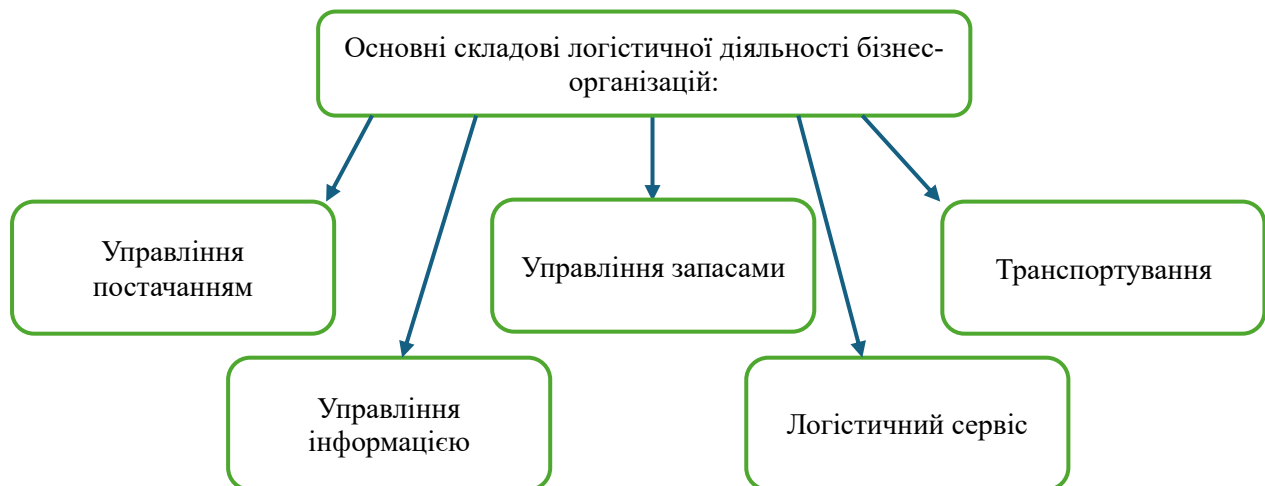 Основні складові логістичної діяльності бізнес-
організацій:
Управління
постачанням
Управління запасами
Транспортування
Управління
інформацією
Логістичний сервіс